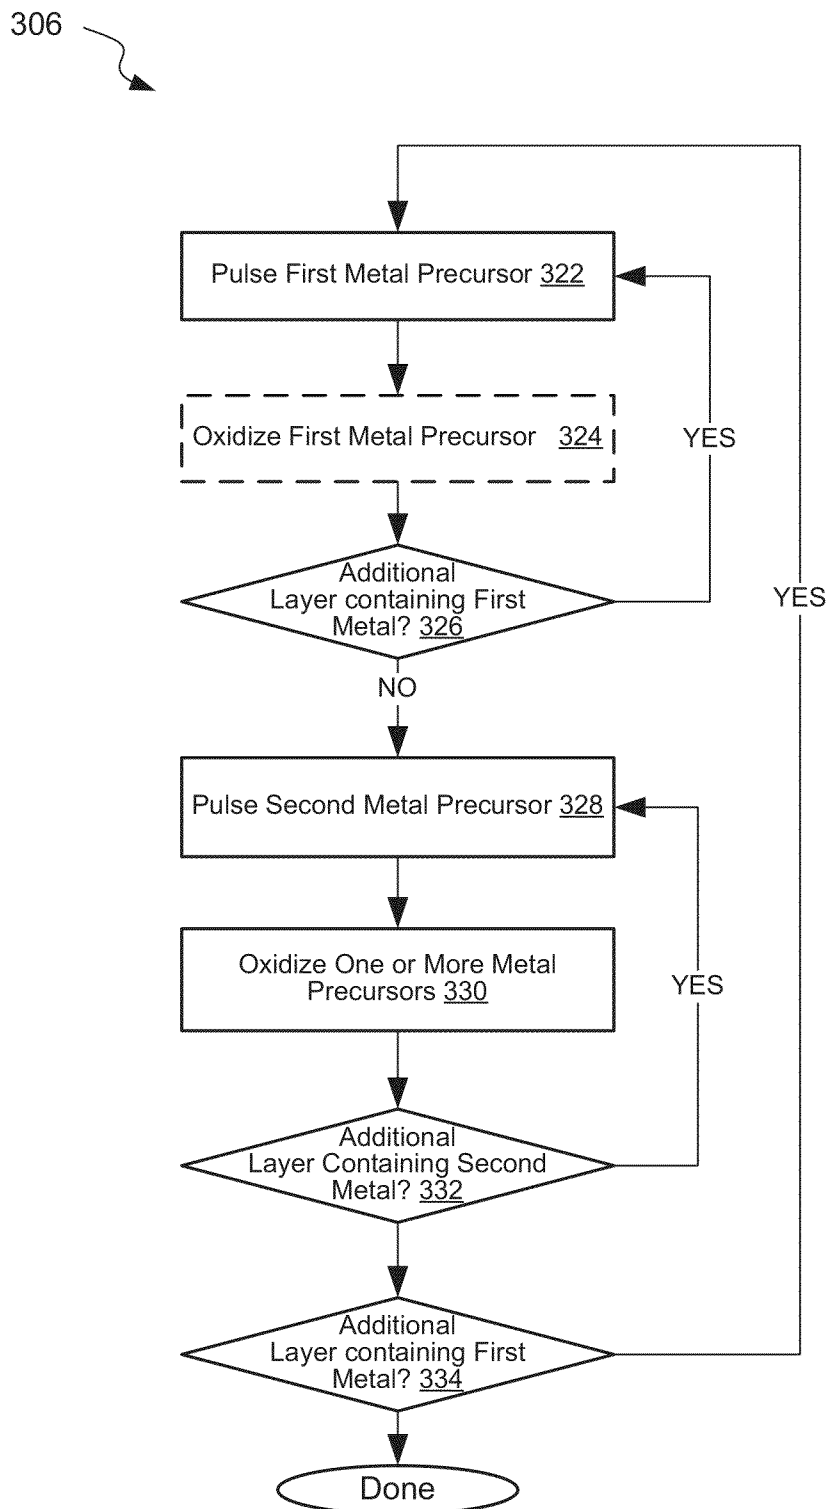 306
Pulse First Metal Precursor 322
Oxidize First Metal Precursor 324
YES
Additional
Layer containing First
Metal? 326
YES
NO
Pulse Second Metal Precursor 328
Oxidize One or More Metal
Precursors 330
YES
Additional
Layer Containing Second
Metal? 332
Additional
Layer containing First
Metal? 334
Done